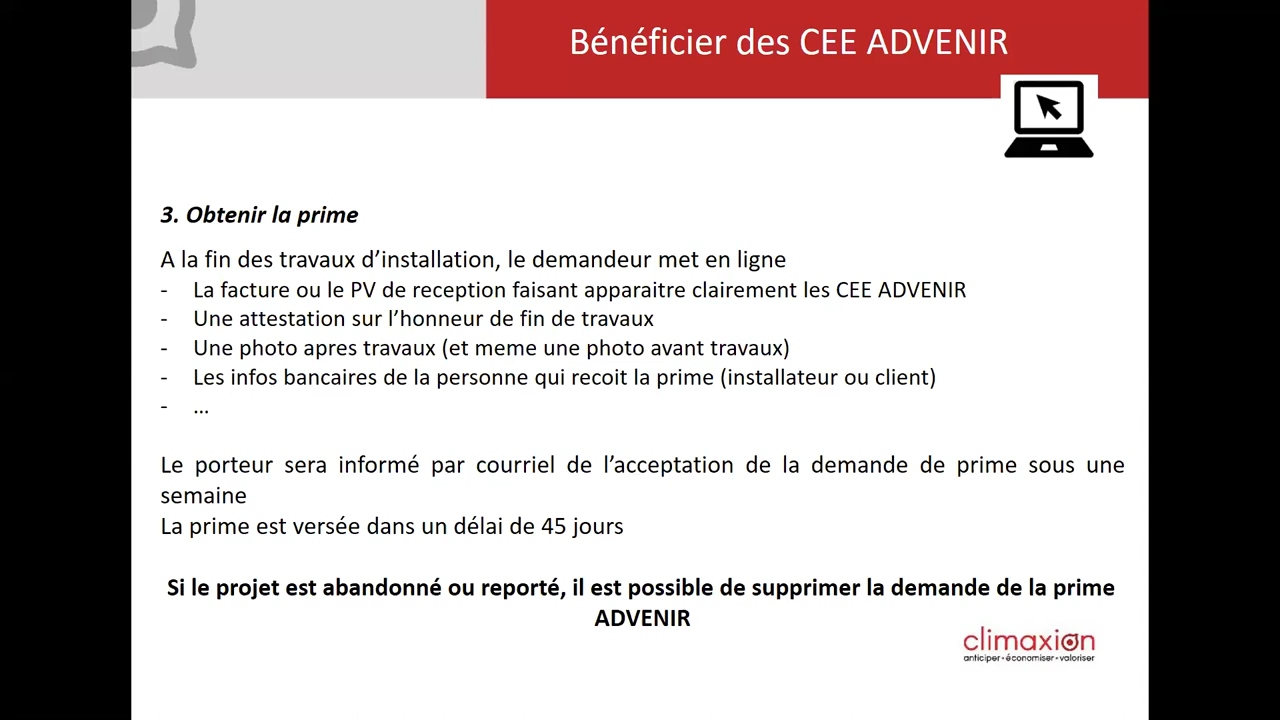 Bénéficier des CEE ADVENIR
3. Obtenir la prime
A la fin des travaux d’installation, le demandeur met en ligne
- La facture ou le PV de reception faisant apparaitre clairement les CEE ADVENIR
- Une attestation sur l’honneur de fin de travaux
- Une photo apres travaux (et meme une photo avant travaux)
- Les infos bancaires de la personne qui recoit la prime (installateur ou client)
- …
Le porteur sera informé par courriel de l’acceptation de la demande de prime sous une
semaine
La prime est versée dans un délai de 45 jours
Si le projet est abandonné ou reporté, il est possible de supprimer la demande de la prime
ADVENIR
climaxion
anticiper • économiser • valoriser